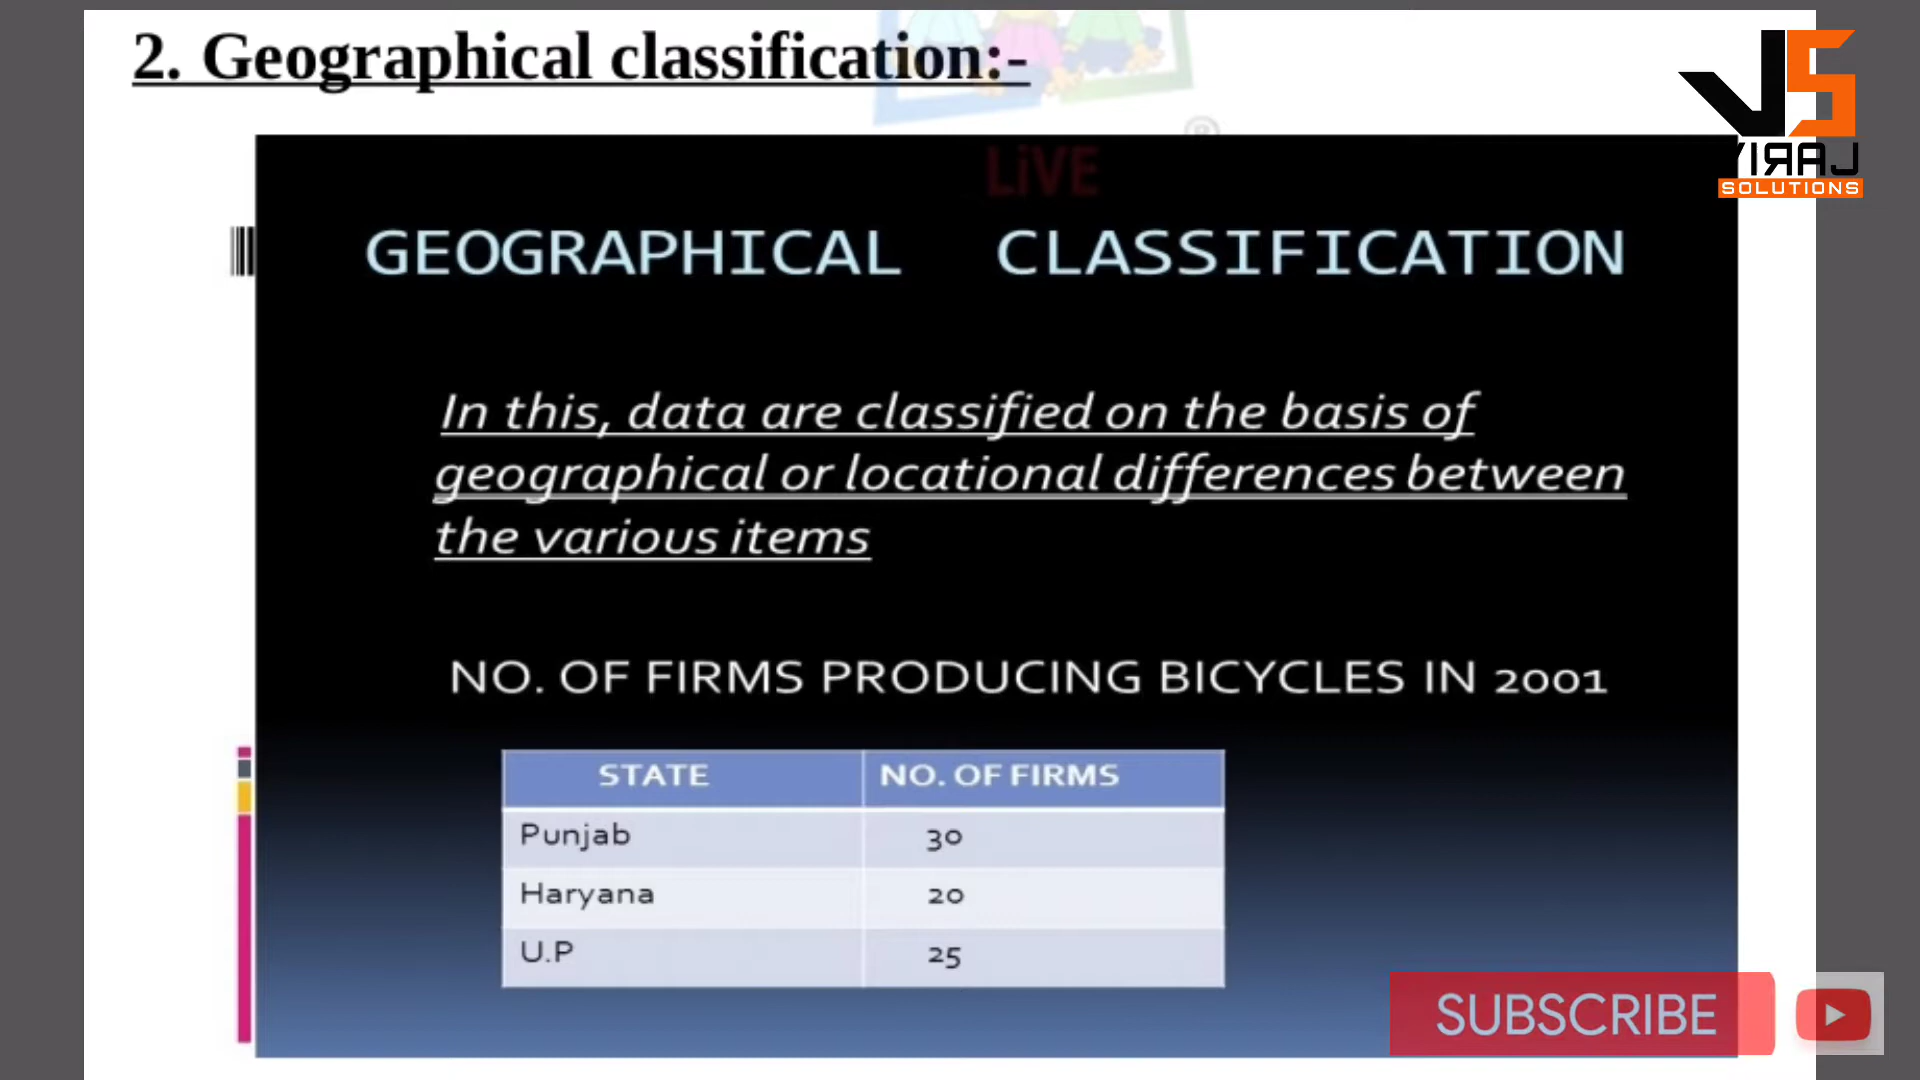 2. Geographical classification:-
®
LiVE
VIRAJ
SOLUTIONS
GEOGRAPHICAL CLASSIFICATION
In this, data are classified on the basis of
geographical or locational differences between
the various items
NO. OF FIRMS PRODUCING BICYCLES IN 2001
STATE NO. OF FIRMS
Punjab 30
Haryana 20
U.P 25
SUBSCRIBE